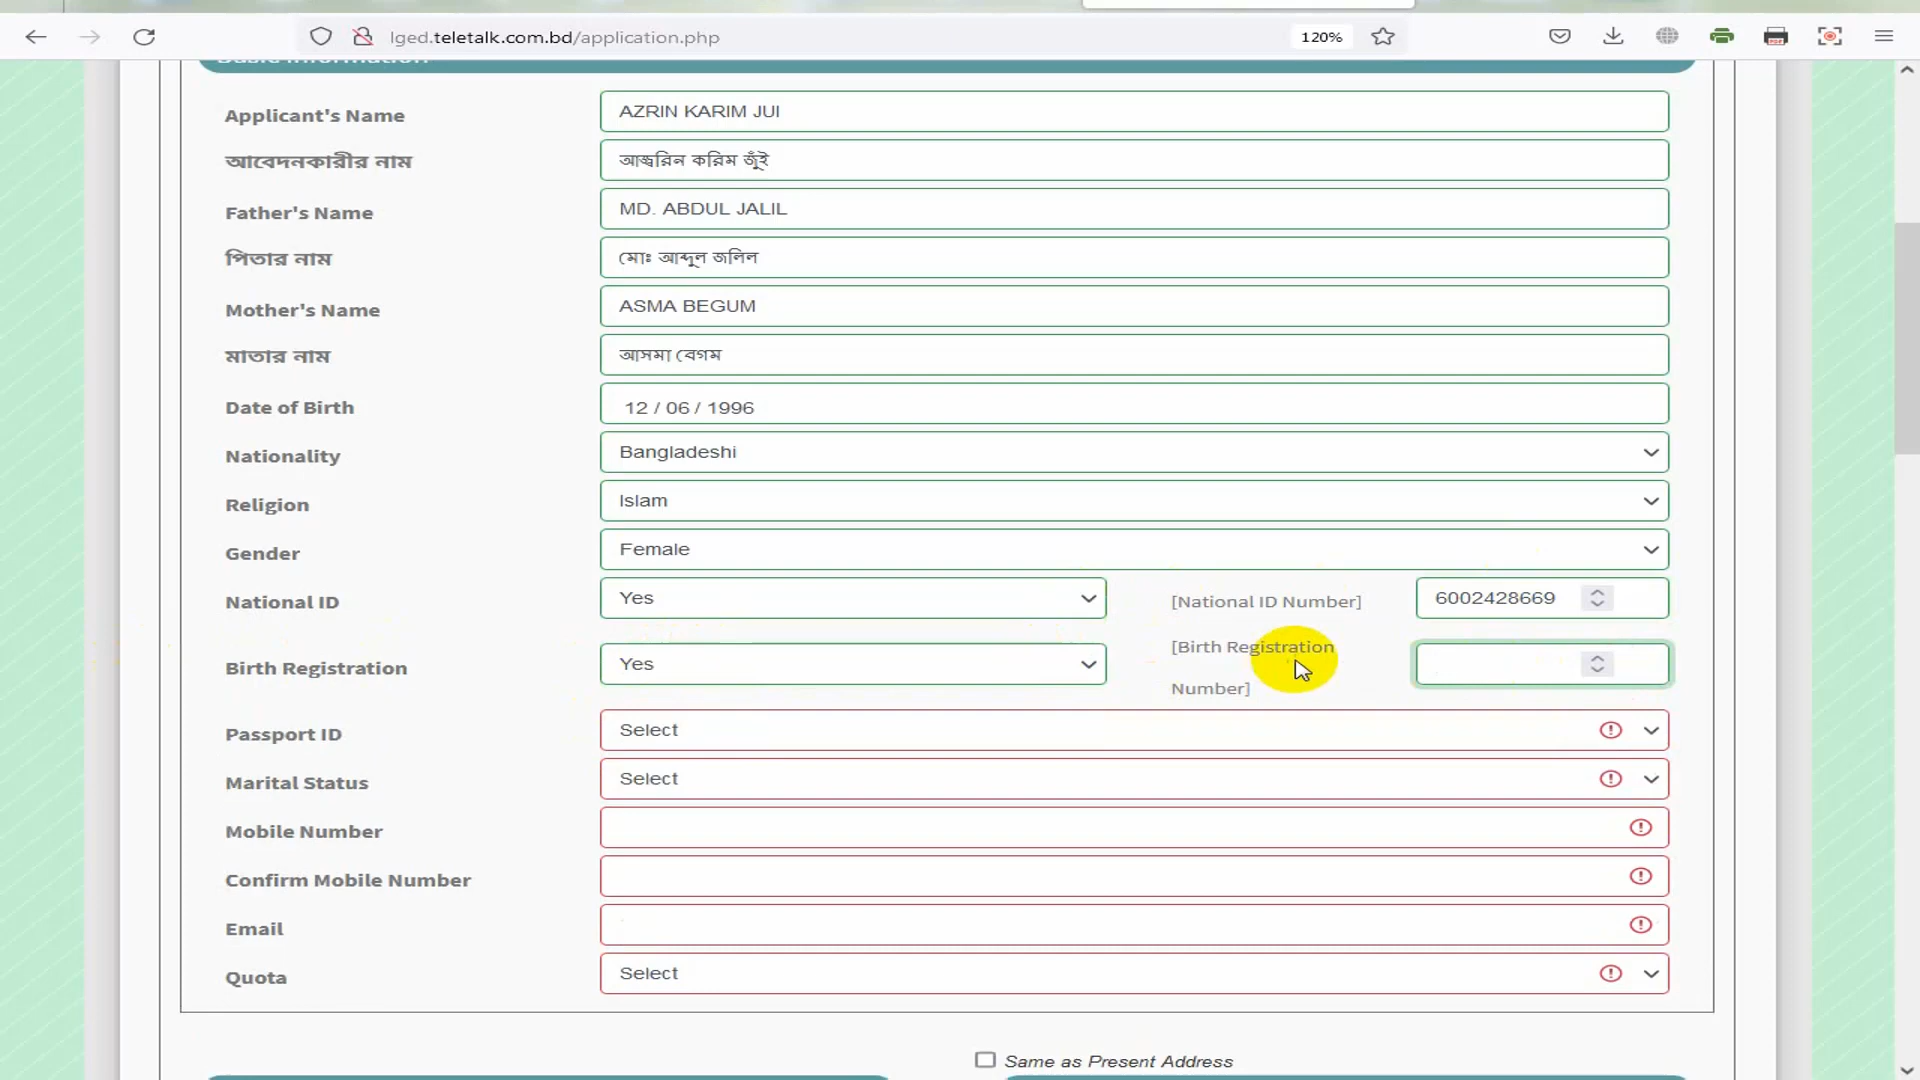 lged.teletalk.com.bd/application.php
120%
Basic Information
Applicant's Name
AZRIN KARIM JUI
আবেদনকারীর নাম
আজরিন করিম জুঁই
Father's Name
MD. ABDUL JALIL
পিতার নাম
মোঃ আব্দুল জলিল
Mother's Name
ASMA BEGUM
মাতার নাম
আসমা বেগম
Date of Birth
12 / 06 / 1996
Nationality
Bangladeshi
Religion
Islam
Gender
Female
National ID
Yes
[National ID Number]
6002428669
Birth Registration
Yes
[Birth Registration
Number]
Passport ID
Select
Marital Status
Select
Mobile Number
Confirm Mobile Number
Email
Quota
Select
Same as Present Address